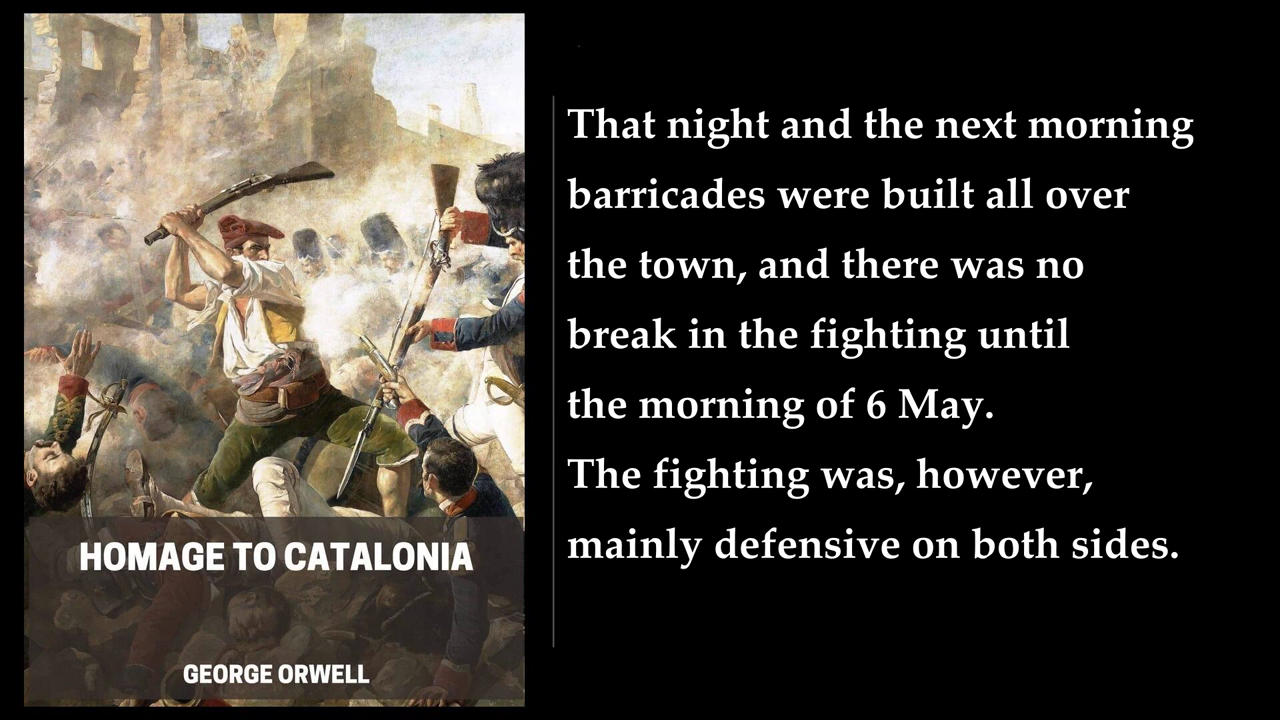 HOMAGE TO CATALONIA
GEORGE ORWELL
That night and the next morning
barricades were built all over
the town, and there was no
break in the fighting until
the morning of 6 May.
The fighting was, however,
mainly defensive on both sides.